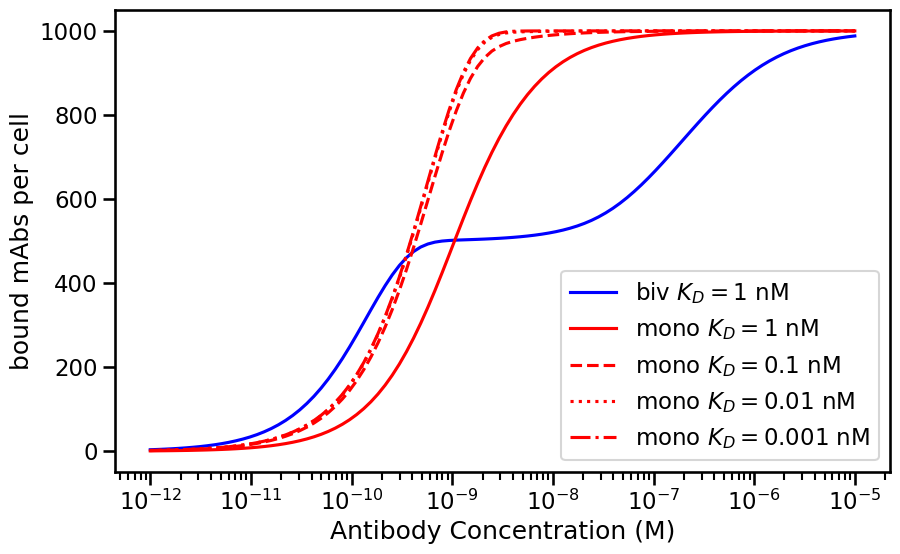 bound mAbs per cell
1000
800
600
400
200
0
biv K_D = 1 nM
mono K_D = 1 nM
mono K_D = 0.1 nM
mono K_D = 0.01 nM
mono K_D = 0.001 nM
10^{-12} 10^{-11} 10^{-10} 10^{-9} 10^{-8} 10^{-7} 10^{-6} 10^{-5}
Antibody Concentration (M)